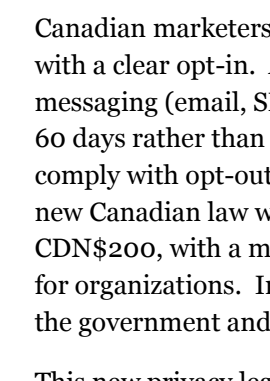 Canadian marketers
with a clear opt-in.
messaging (email,
60 days rather than
comply with opt-out
new Canadian law
CDN$200, with a
for organizations.
the government and
This new privacy